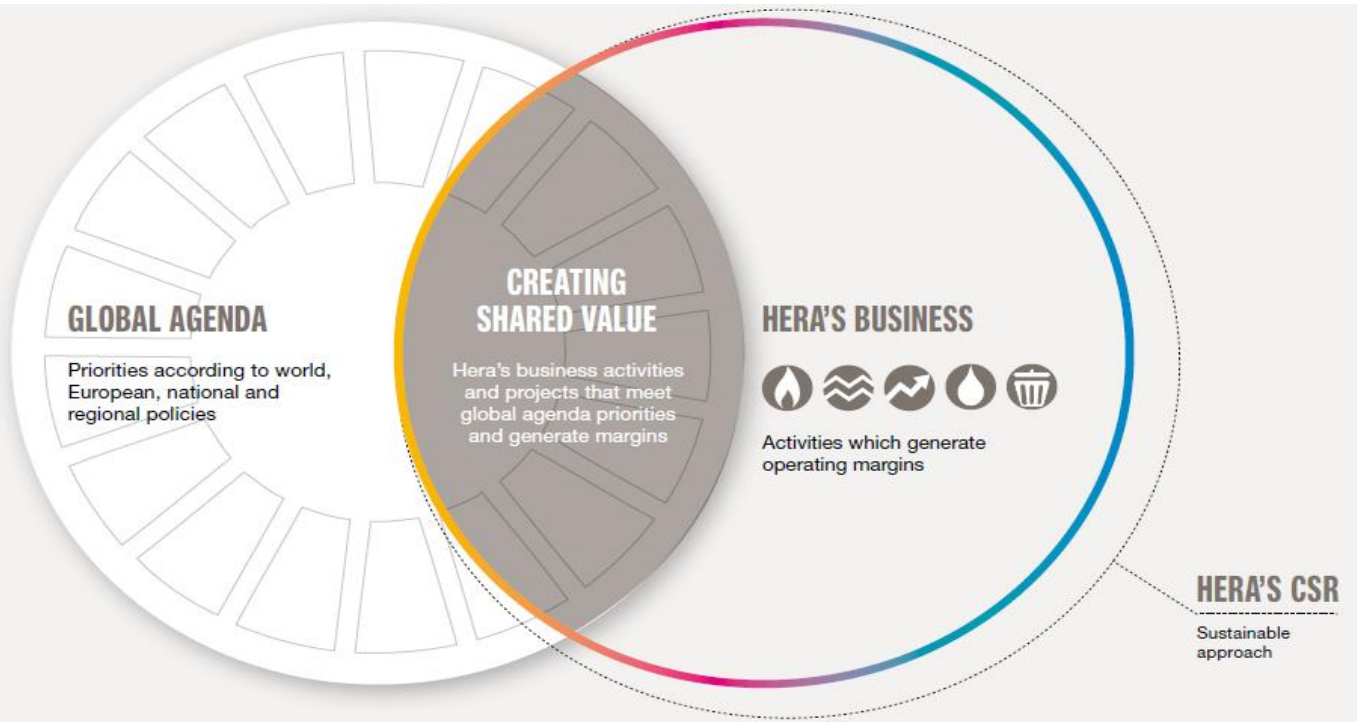 GLOBAL AGENDA
Priorities according to world,
European, national and
regional policies
CREATING
SHARED VALUE
Hera's business activities
and projects that meet
global agenda priorities
and generate margins
HERA'S BUSINESS
Activities which generate
operating margins
HERA'S CSR
Sustainable
approach